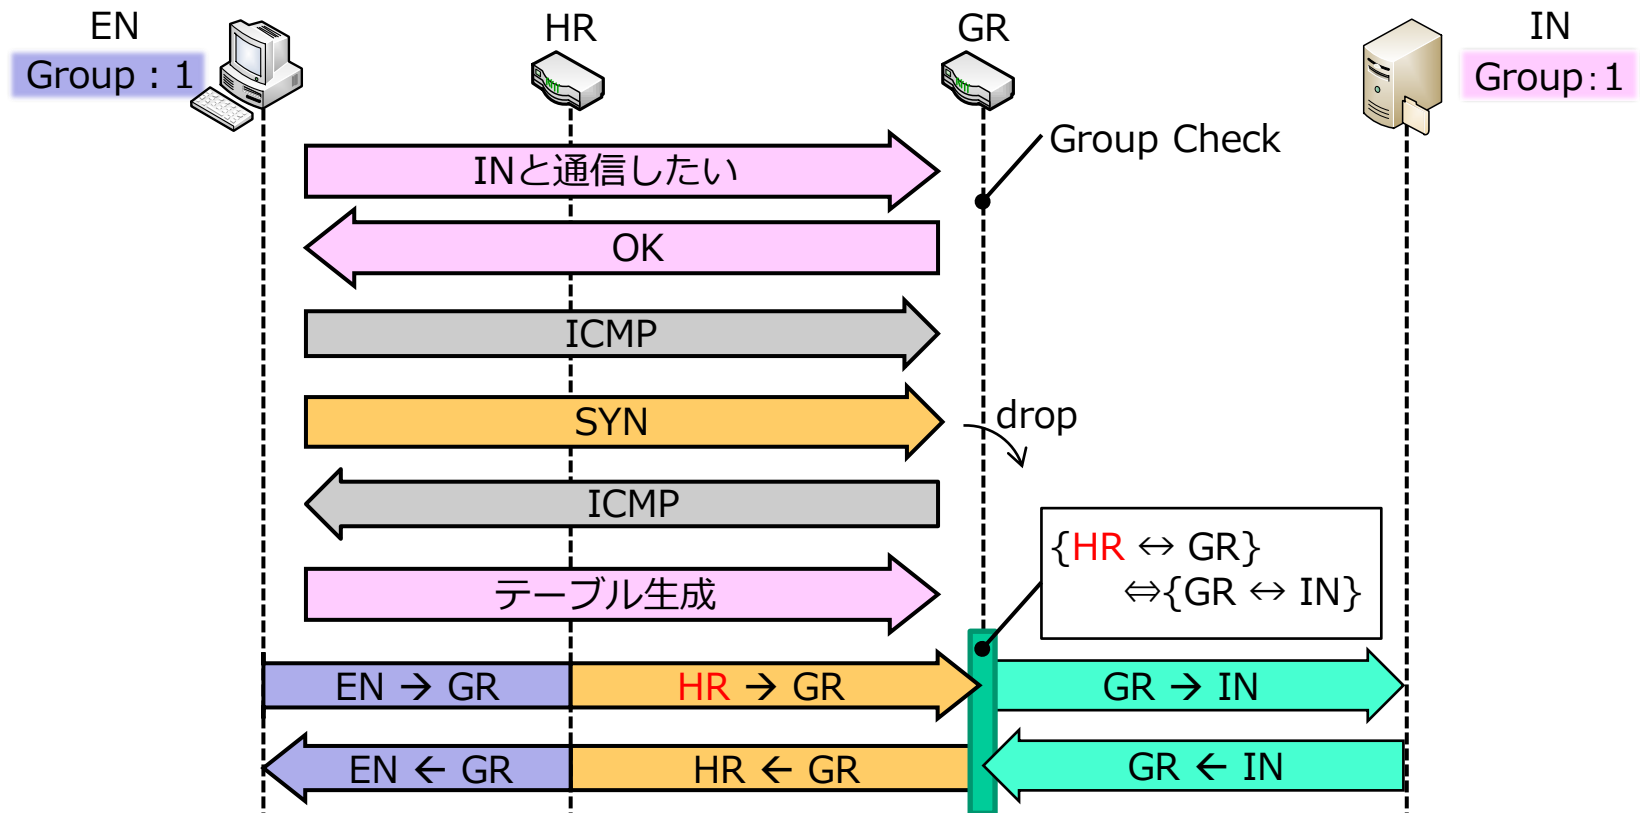 EN
HR
GR
IN
Group:1
Group:1
Group Check
INと通信したい
OK
ICMP
SYN
drop
ICMP
{HR ↔ GR}
⇔{GR ↔ IN}
テーブル生成
EN → GR
HR → GR
GR → IN
EN ← GR
HR ← GR
GR ← IN